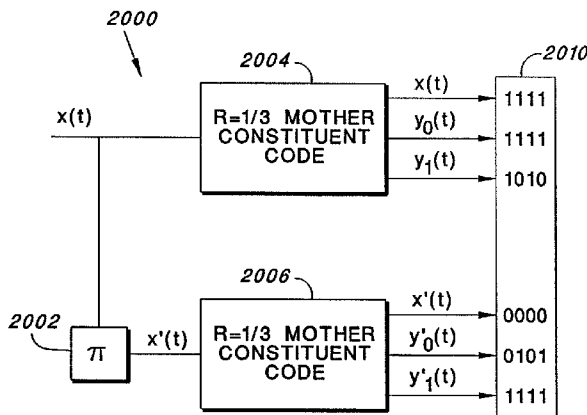 2000
2004
2010
x(t)
R=1/3 MOTHER
CONSTITUENT
CODE
x(t)
y0(t)
y1(t)
1111
1111
1010
2002
π
x'(t)
2006
R=1/3 MOTHER
CONSTITUENT
CODE
x'(t)
y'0(t)
y'1(t)
0000
0101
1111